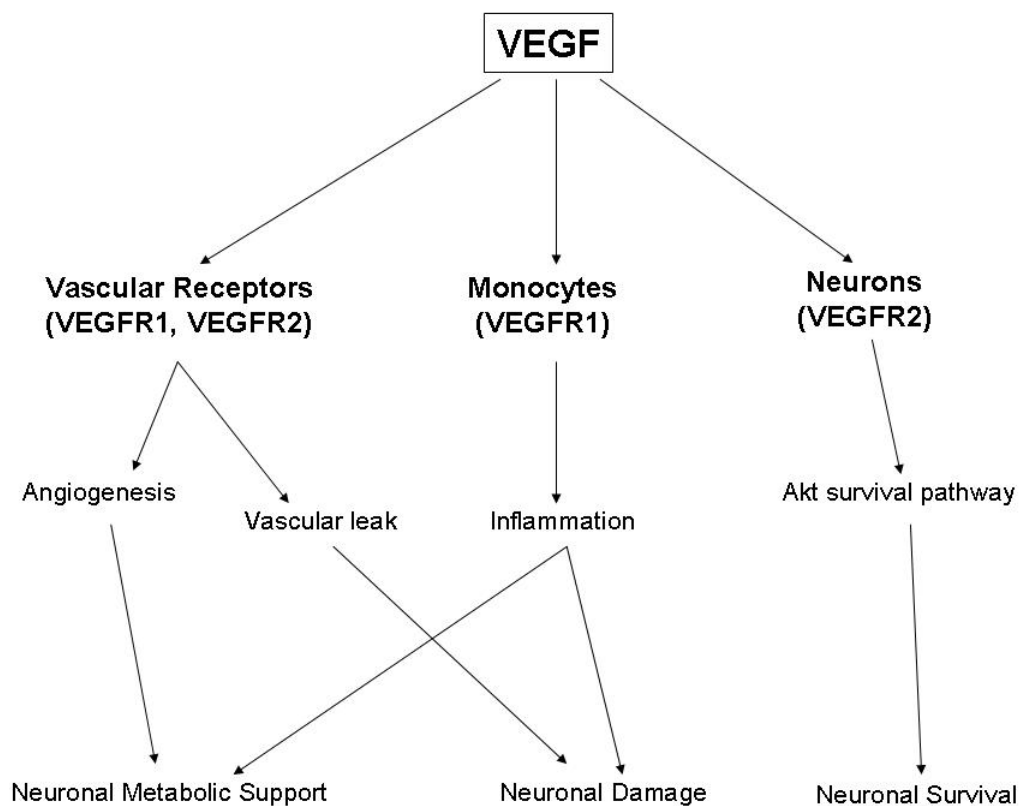 VEGF
Vascular Receptors
(VEGFR1, VEGFR2)
Monocytes
(VEGFR1)
Neurons
(VEGFR2)
Angiogenesis
Vascular leak
Inflammation
Akt survival pathway
Neuronal Metabolic Support
Neuronal Damage
Neuronal Survival